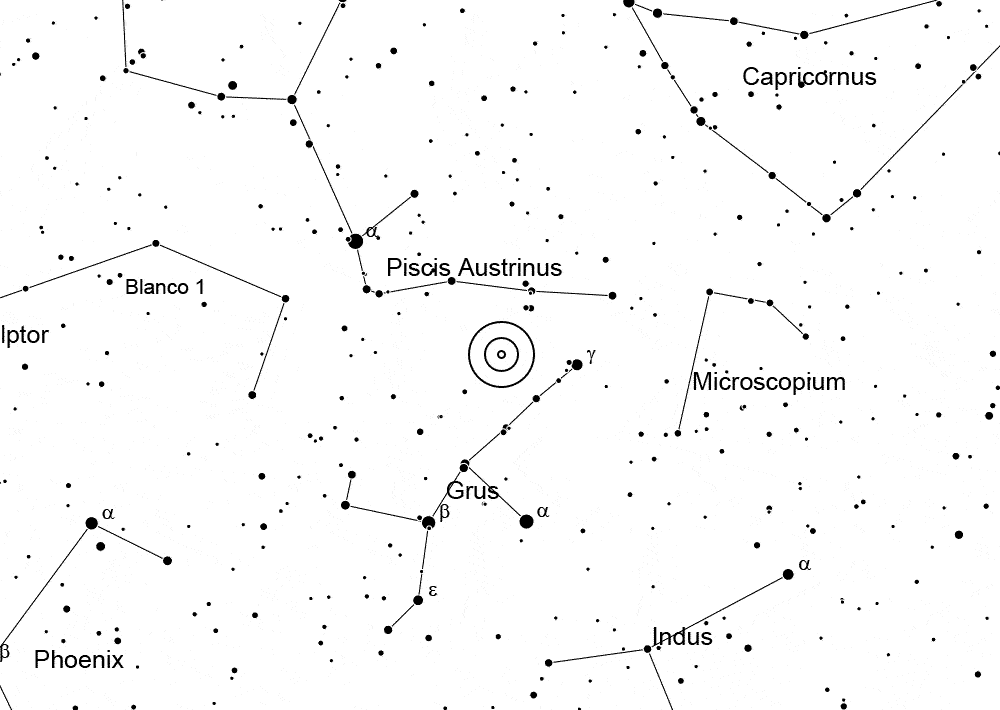 Capricornus
α
Piscis Austrinus
Blanco 1
lptor
γ
Microscopium
Grus
α
β
α
α
ε
Indus
β
Phoenix